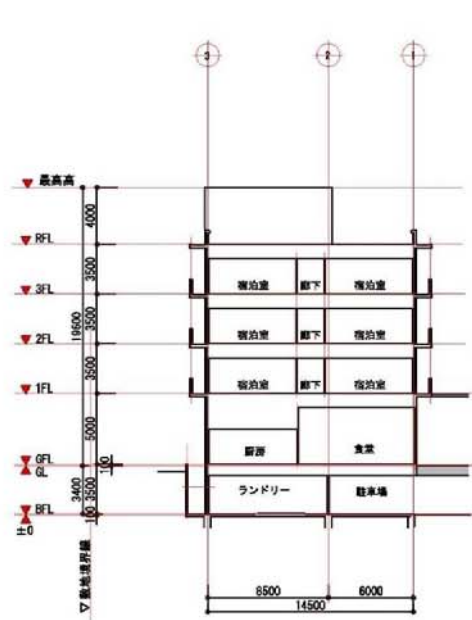 3
2
1
最高高
4000
RFL
3500
3FL
宿泊室
廊下
宿泊室
19600
3500
2FL
宿泊室
廊下
宿泊室
3500
1FL
宿泊室
廊下
宿泊室
5000
厨房
食堂
GFL
GL
100
ランドリー
駐車場
3400
3500
BFL
±0
100
▽敷地境界線
8500
6000
14500